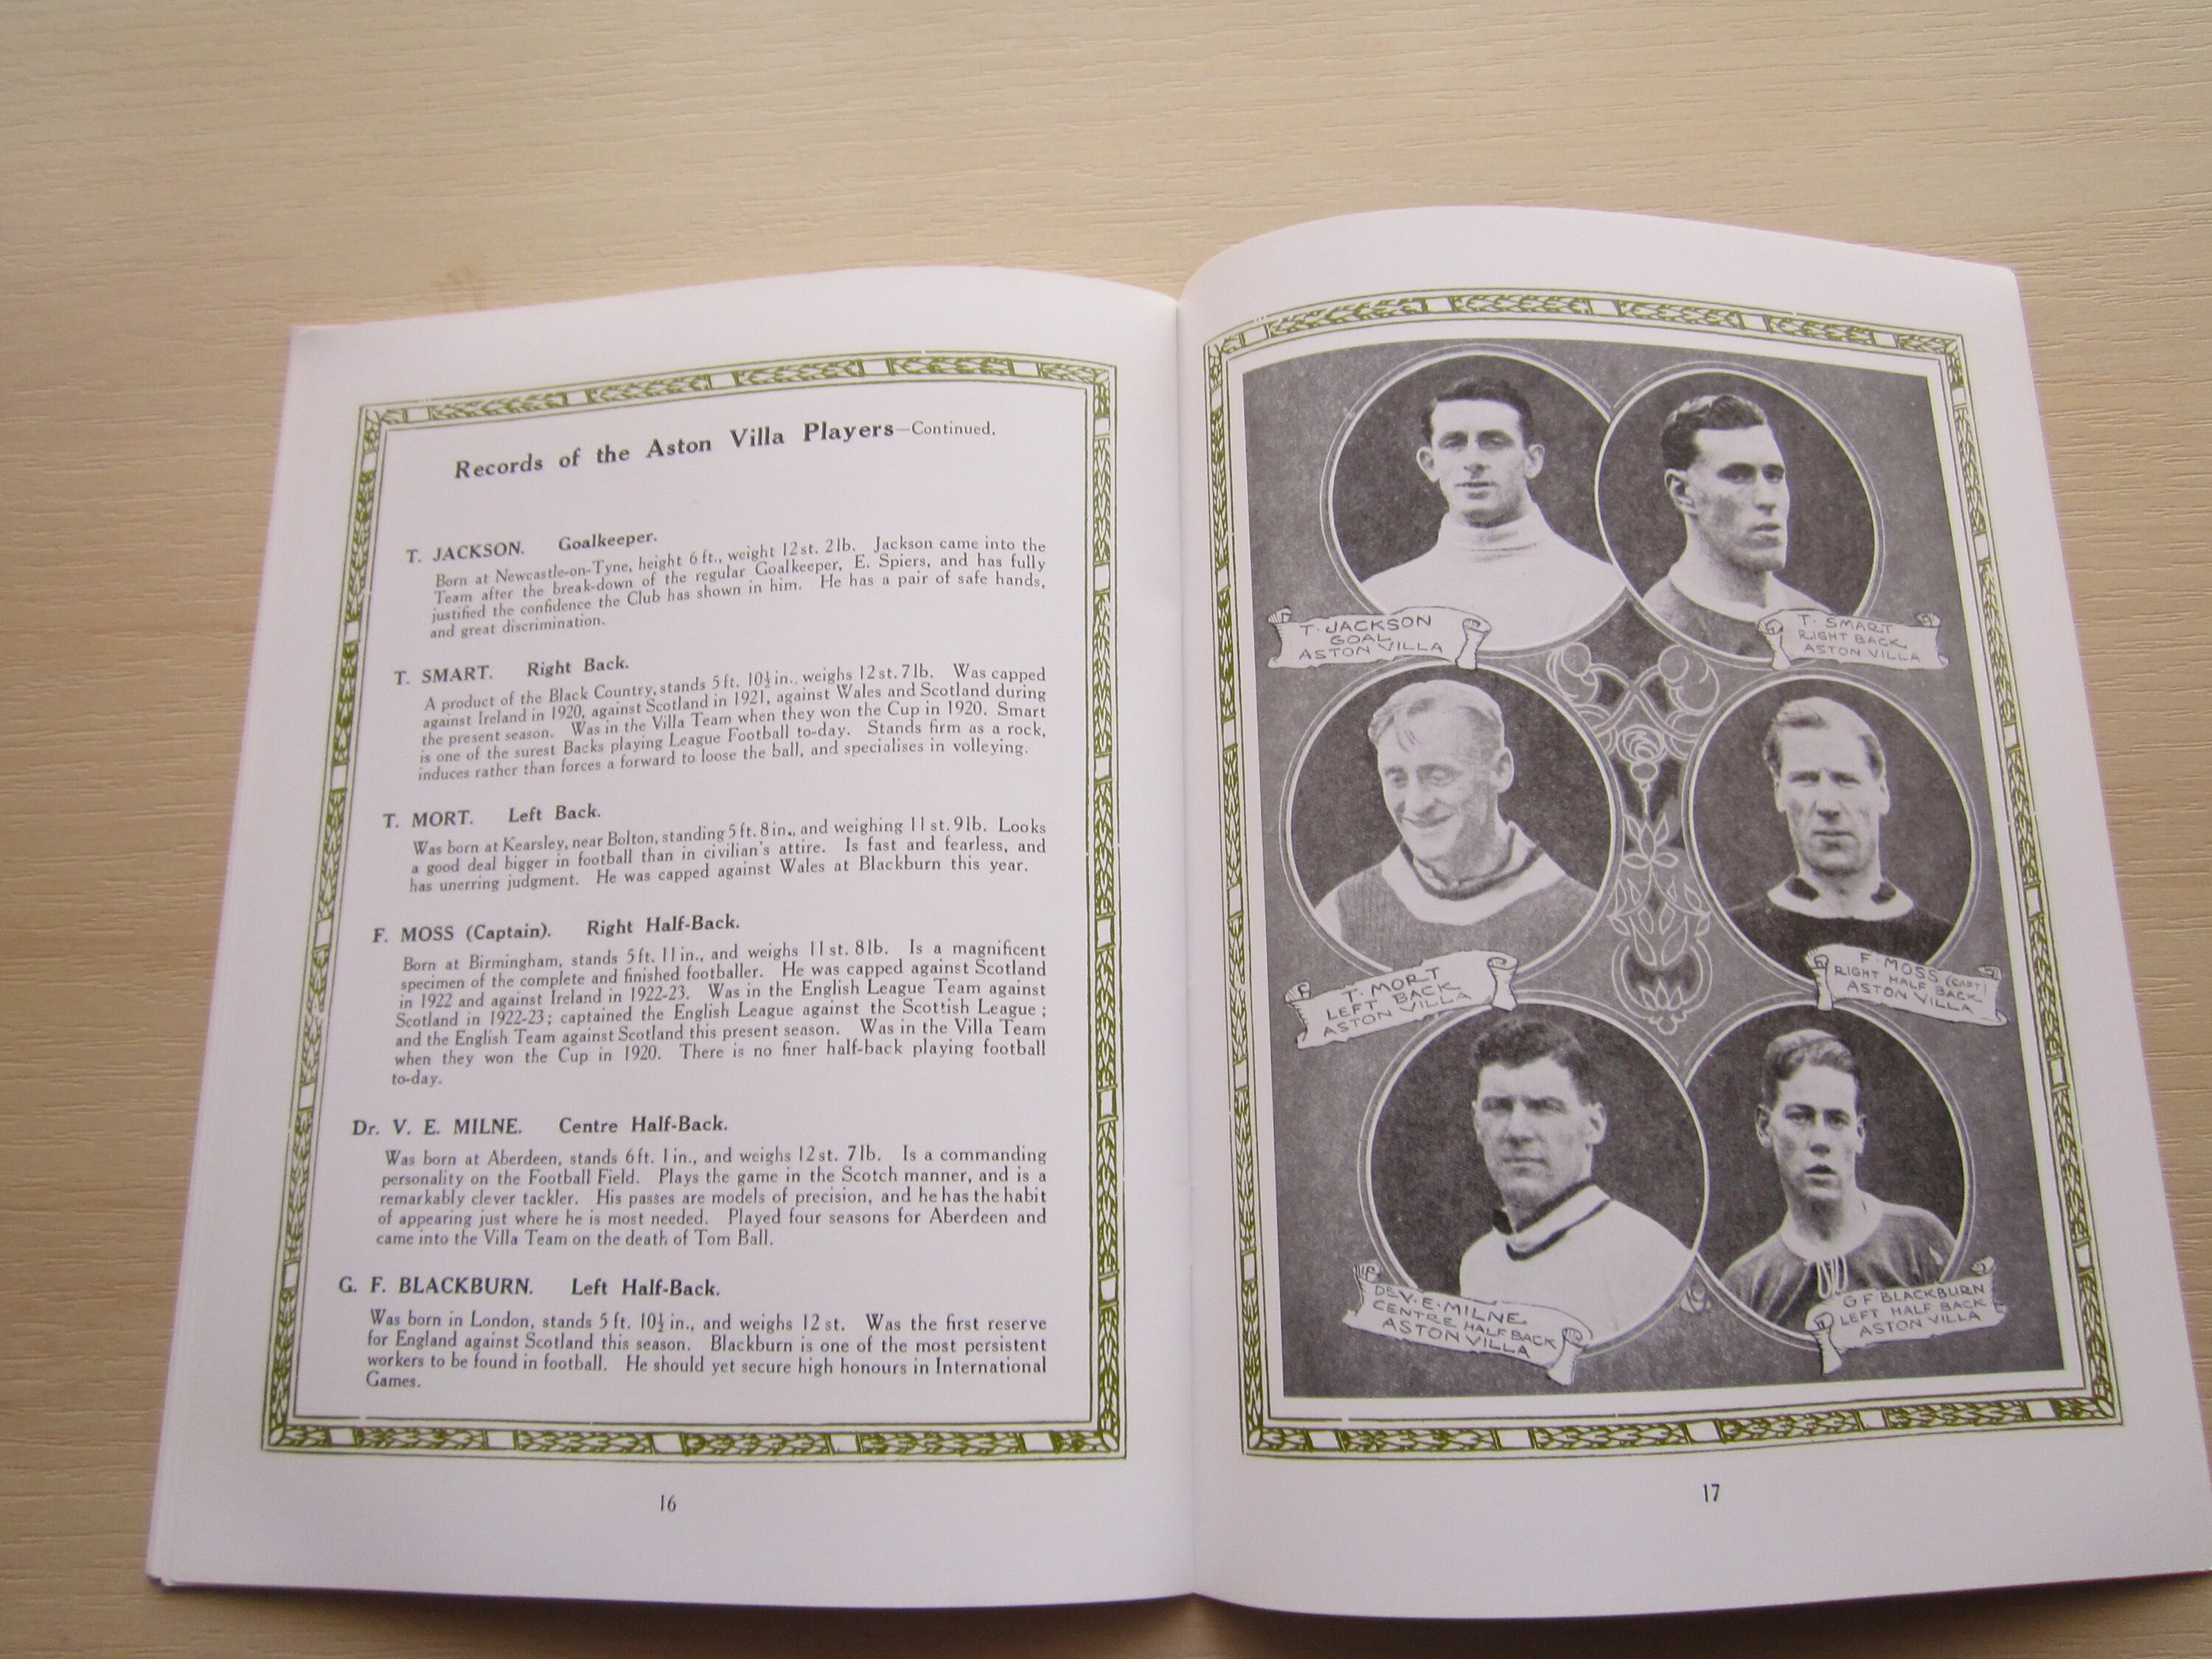 Records of the Aston Villa Players—Continued.
T. JACKSON. Goalkeeper.
Born at Newcastle-on-Tyne, height 6 ft., weight 12 st. 2 lb. Jackson came into the
Team after the break-down of the regular Goalkeeper, E. Spiers, and has fully
justified the confidence the Club has shown in him. He has a pair of safe hands,
and great discrimination.
T. SMART. Right Back.
A product of the Black Country, stands 5 ft. 10½ in., weighs 12 st. 7 lb. Was capped
against Ireland in 1920, against Scotland in 1921, against Wales and Scotland during
the present season. Was in the Villa Team when they won the Cup in 1920. Smart
is one of the surest Backs playing League Football to-day. Stands firm as a rock,
induces rather than forces a forward to loose the ball, and specialises in volleying.
T. MORT. Left Back.
Was born at Kearsley, near Bolton, standing 5 ft. 8 in., and weighing 11 st. 9 lb. Looks
a good deal bigger in football than in civilian's attire. Is fast and fearless, and
has unerring judgment. He was capped against Wales at Blackburn this year.
F. MOSS (Captain). Right Half-Back.
Born at Birmingham, stands 5 ft. 11 in., and weighs 11 st. 8 lb. Is a magnificent
specimen of the complete and finished footballer. He was capped against Scotland
in 1922 and against Ireland in 1922-23. Was in the English League Team against
Scotland in 1922-23; captained the English League against the Scottish League;
and the English Team against Scotland this present season. Was in the Villa Team
when they won the Cup in 1920. There is no finer half-back playing football
to-day.
Dr. V. E. MILNE. Centre Half-Back.
Was born at Aberdeen, stands 6 ft. 1 in., and weighs 12 st. 7 lb. Is a commanding
personality on the Football Field. Plays the game in the Scotch manner, and is a
remarkably clever tackler. His passes are models of precision, and he has the habit
of appearing just where he is most needed. Played four seasons for Aberdeen and
came into the Villa Team on the death of Tom Ball.
G. F. BLACKBURN. Left Half-Back.
Was born in London, stands 5 ft. 10½ in., and weighs 12 st. Was the first reserve
for England against Scotland this season. Blackburn is one of the most persistent
workers to be found in football. He should yet secure high honours in International
Games.
16
T. JACKSON
GOAL
ASTON VILLA
T. SMART
RIGHT BACK
ASTON VILLA
T. MORT
LEFT BACK
ASTON VILLA
F. MOSS (CAPT)
RIGHT HALF BACK
ASTON VILLA
DR V. E. MILNE
CENTRE HALF BACK
ASTON VILLA
G. F. BLACKBURN
LEFT HALF BACK
ASTON VILLA
17